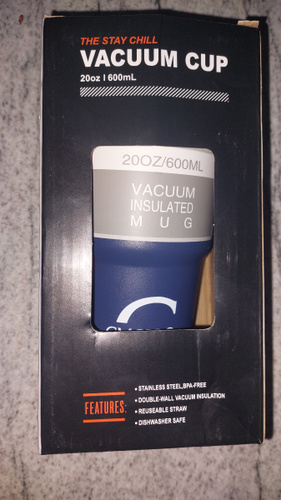 THE STAY CHILL
VACUUM CUP
20oz | 600mL
20OZ/600ML
VACUUM
INSULATED
MUG
C
FEATURES:
• STAINLESS STEEL,BPA-FREE
• DOUBLE-WALL VACUUM INSULATION
• REUSEABLE STRAW
• DISHWASHER SAFE